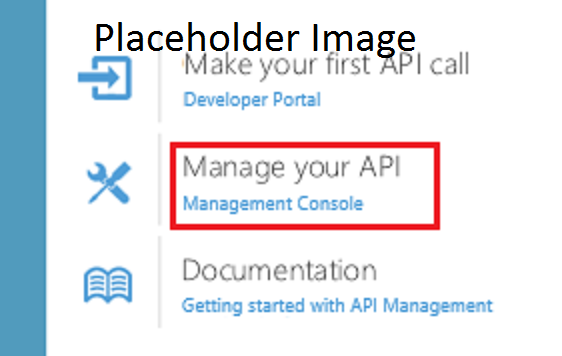 Placeholder Image
Make your first API call
Developer Portal
Manage your API
Management Console
Documentation
Getting started with API Management